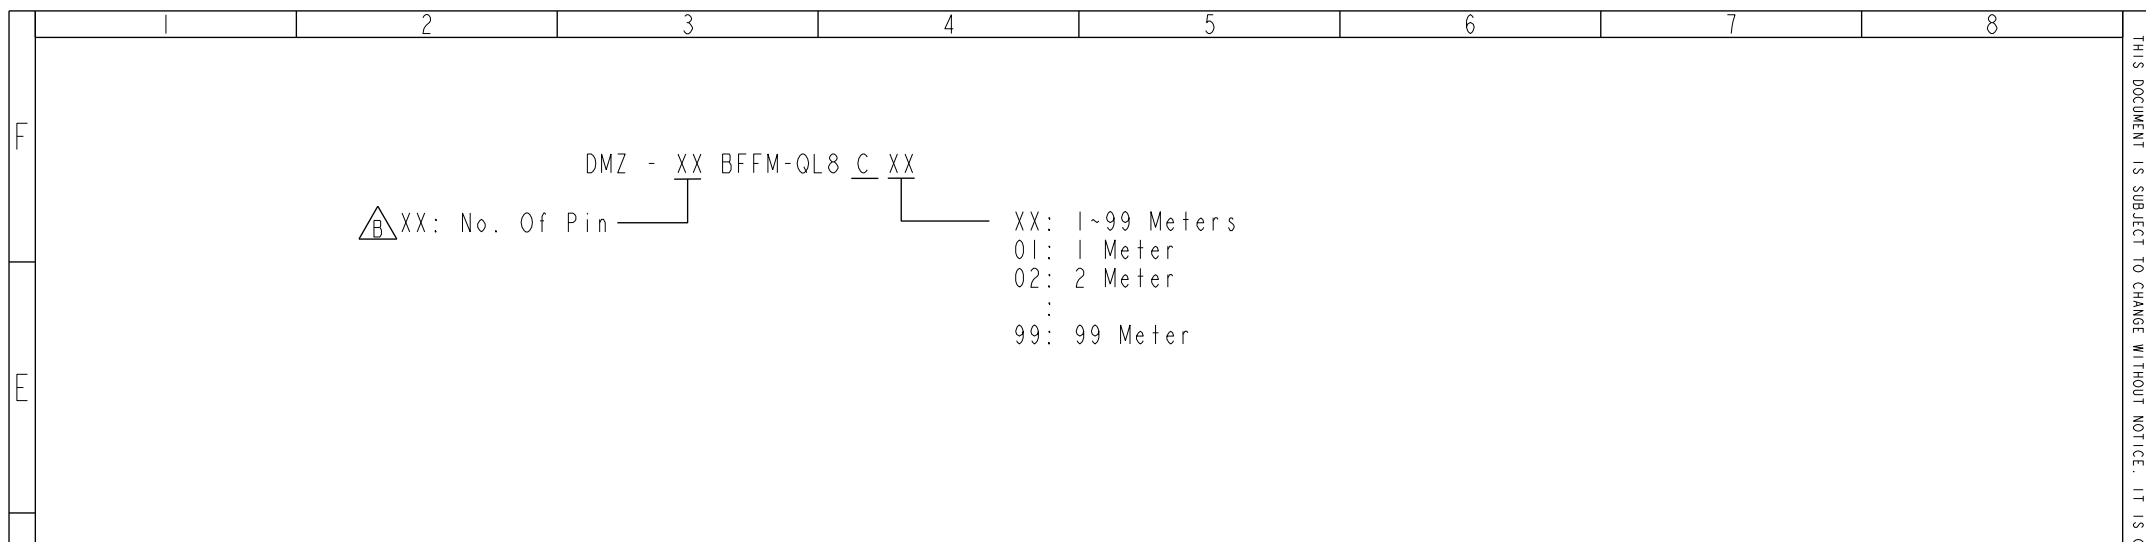 1 2 3 4 5 6 7 8
F
DMZ - XX BFFM-QL8 C XX
B XX: No. Of Pin
XX: 1~99 Meters
01: 1 Meter
02: 2 Meter
:
99: 99 Meter
E
THIS DOCUMENT IS SUBJECT TO CHANGE WITHOUT NOTICE. IT IS